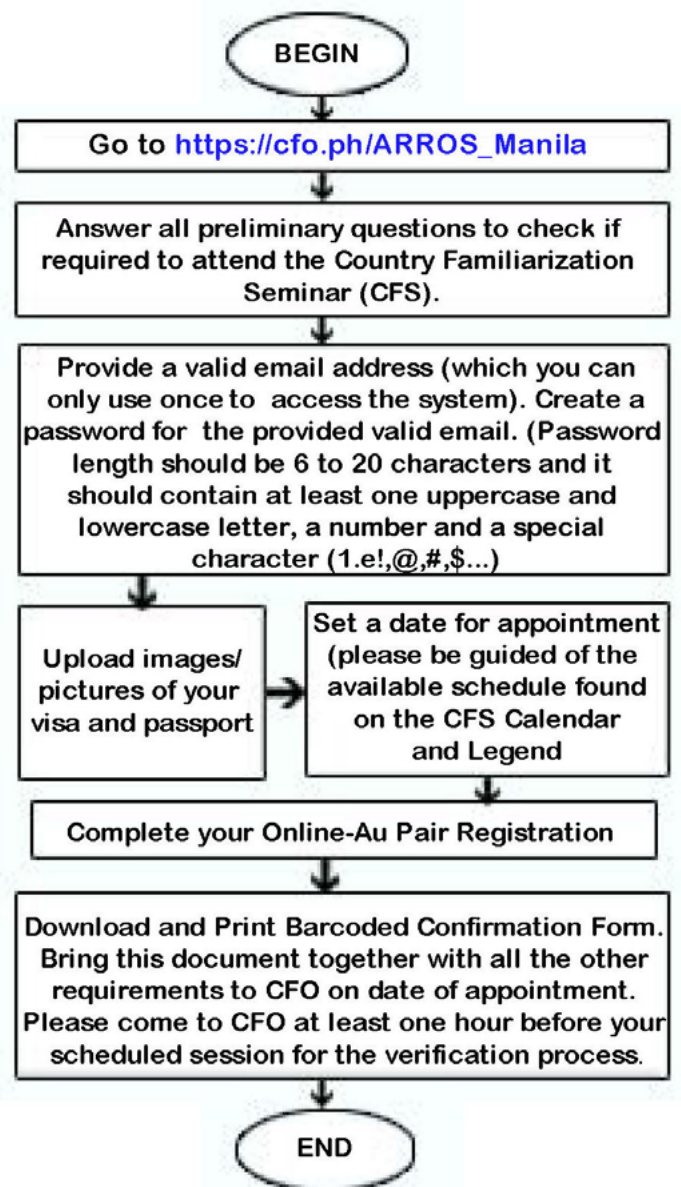 BEGIN
Go to https://cfo.ph/ARROS_Manila
Answer all preliminary questions to check if
required to attend the Country Familiarization
Seminar (CFS).
Provide a valid email address (which you can
only use once to access the system). Create a
password for the provided valid email. (Password
length should be 6 to 20 characters and it
should contain at least one uppercase and
lowercase letter, a number and a special
character (1.e!,@,#,$...)
Upload images/
pictures of your
visa and passport
Set a date for appointment
(please be guided of the
available schedule found
on the CFS Calendar
and Legend
Complete your Online-Au Pair Registration
Download and Print Barcoded Confirmation Form.
Bring this document together with all the other
requirements to CFO on date of appointment.
Please come to CFO at least one hour before your
scheduled session for the verification process.
END